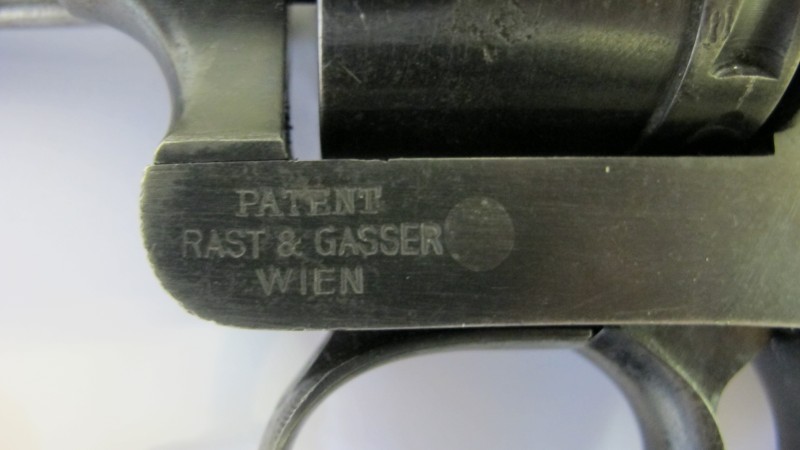 PATENT
RAST & GASSER
WIEN